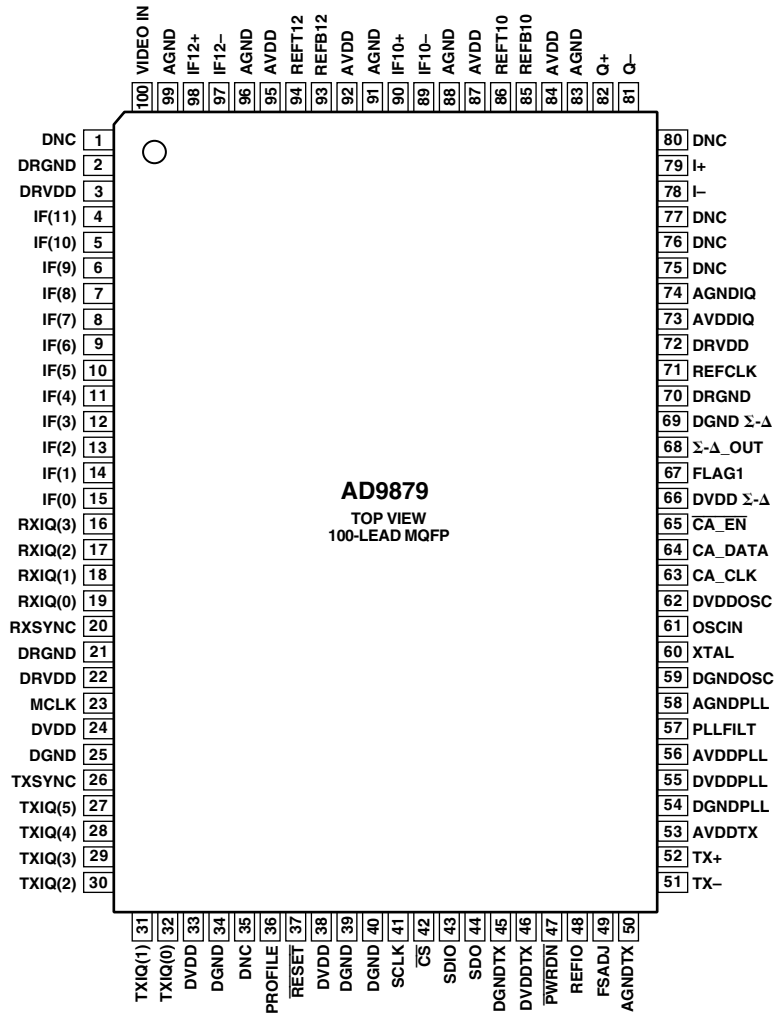 VIDEO IN AGND IF12+ IF12– AGND AVDD REFT12 REFB12 AVDD AGND IF10+ IF10– AGND AVDD REFT10 REFB10 AVDD AGND Q+ Q–
100 99 98 97 96 95 94 93 92 91 90 89 88 87 86 85 84 83 82 81
DNC 1
DRGND 2
DRVDD 3
IF(11) 4
IF(10) 5
IF(9) 6
IF(8) 7
IF(7) 8
IF(6) 9
IF(5) 10
IF(4) 11
IF(3) 12
IF(2) 13
IF(1) 14
IF(0) 15
RXIQ(3) 16
RXIQ(2) 17
RXIQ(1) 18
RXIQ(0) 19
RXSYNC 20
DRGND 21
DRVDD 22
MCLK 23
DVDD 24
DGND 25
TXSYNC 26
TXIQ(5) 27
TXIQ(4) 28
TXIQ(3) 29
TXIQ(2) 30
AD9879
TOP VIEW
100-LEAD MQFP
80 DNC
79 I+
78 I–
77 DNC
76 DNC
75 DNC
74 AGNDIQ
73 AVDDIQ
72 DRVDD
71 REFCLK
70 DRGND
69 DGND Σ-Δ
68 Σ-Δ_OUT
67 FLAG1
66 DVDD Σ-Δ
65 CA_EN
64 CA_DATA
63 CA_CLK
62 DVDDOSC
61 OSCIN
60 XTAL
59 DGNDOSC
58 AGNDPLL
57 PLLFILT
56 AVDDPLL
55 DVDDPLL
54 DGNDPLL
53 AVDDTX
52 TX+
51 TX–
31 32 33 34 35 36 37 38 39 40 41 42 43 44 45 46 47 48 49 50
TXIQ(1) TXIQ(0) DVDD DGND DNC PROFILE RESET DVDD DGND DGND SCLK CS SDIO SDO DGNDTX DVDDTX PWRDN REFIO FSADJ AGNDTX